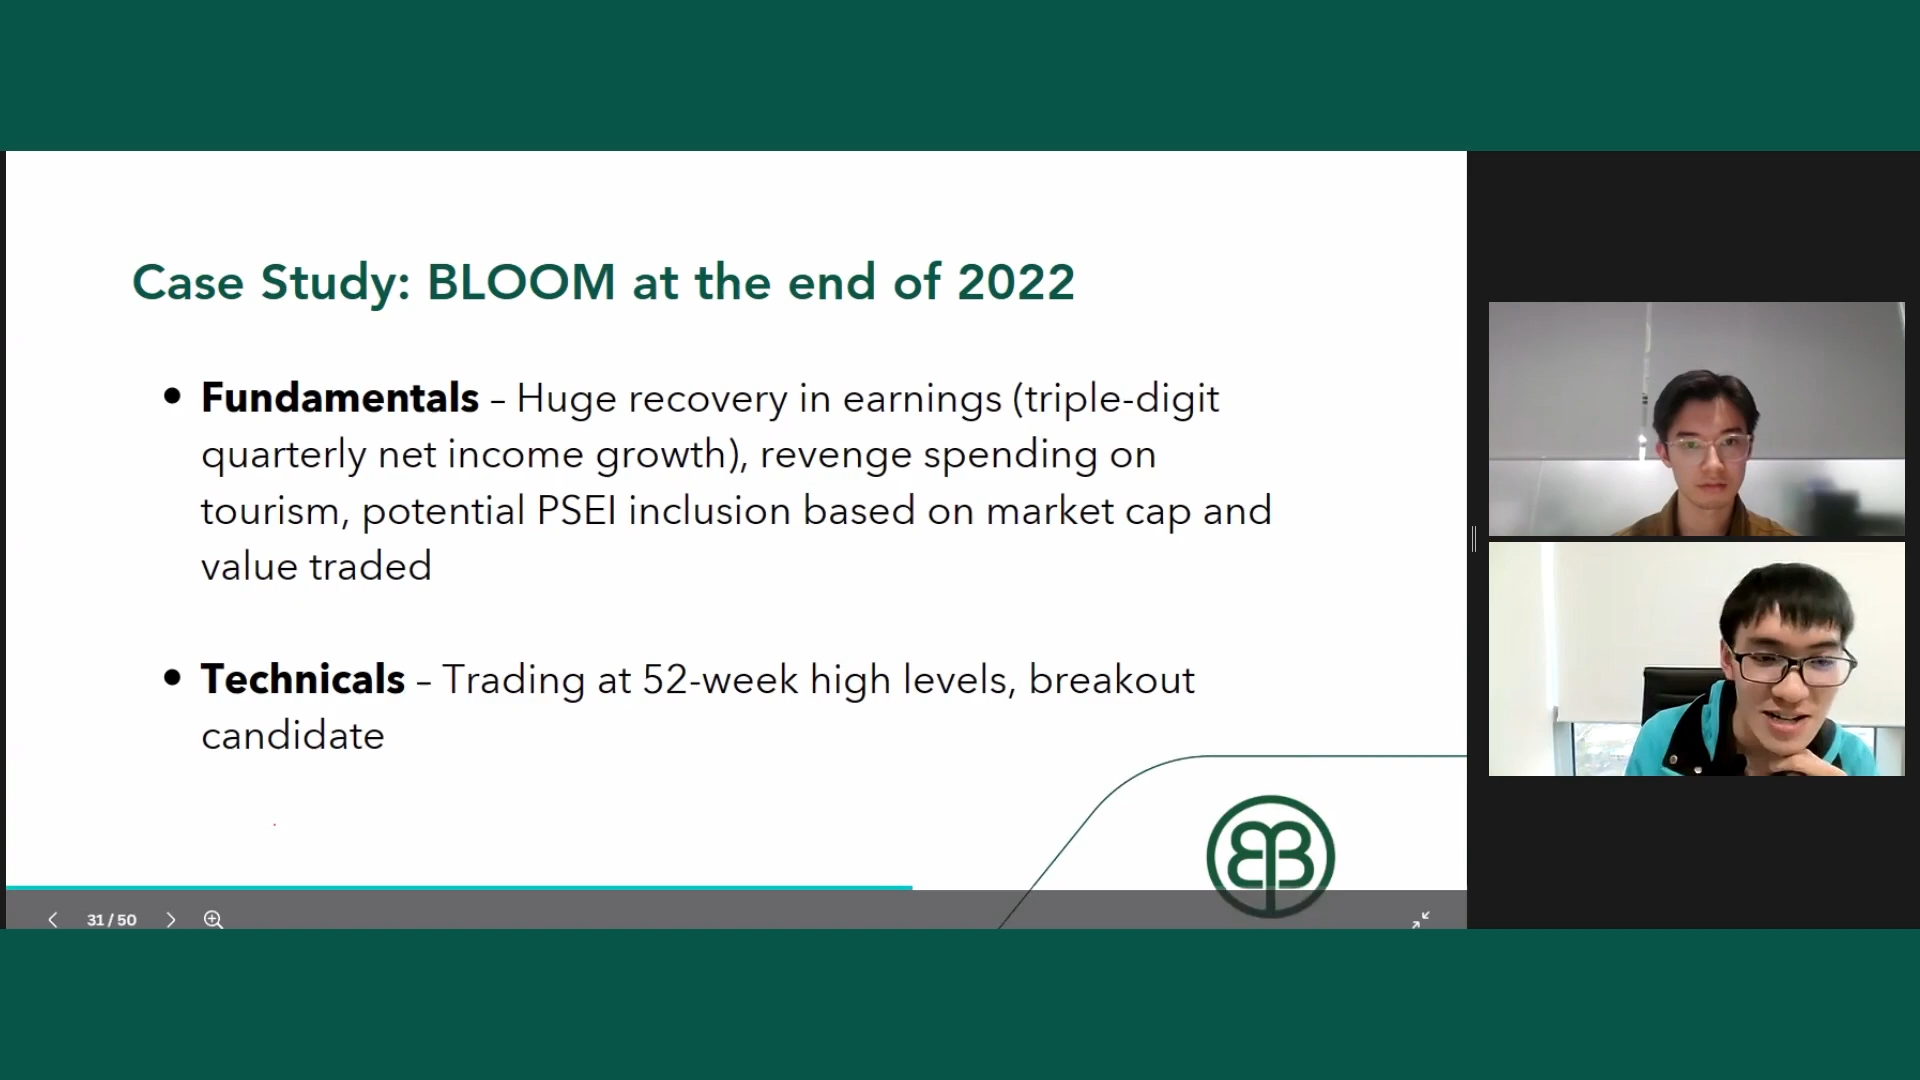 Case Study: BLOOM at the end of 2022
• Fundamentals – Huge recovery in earnings (triple-digit
quarterly net income growth), revenge spending on
tourism, potential PSEI inclusion based on market cap and
value traded
• Technicals – Trading at 52-week high levels, breakout
candidate
31 / 50